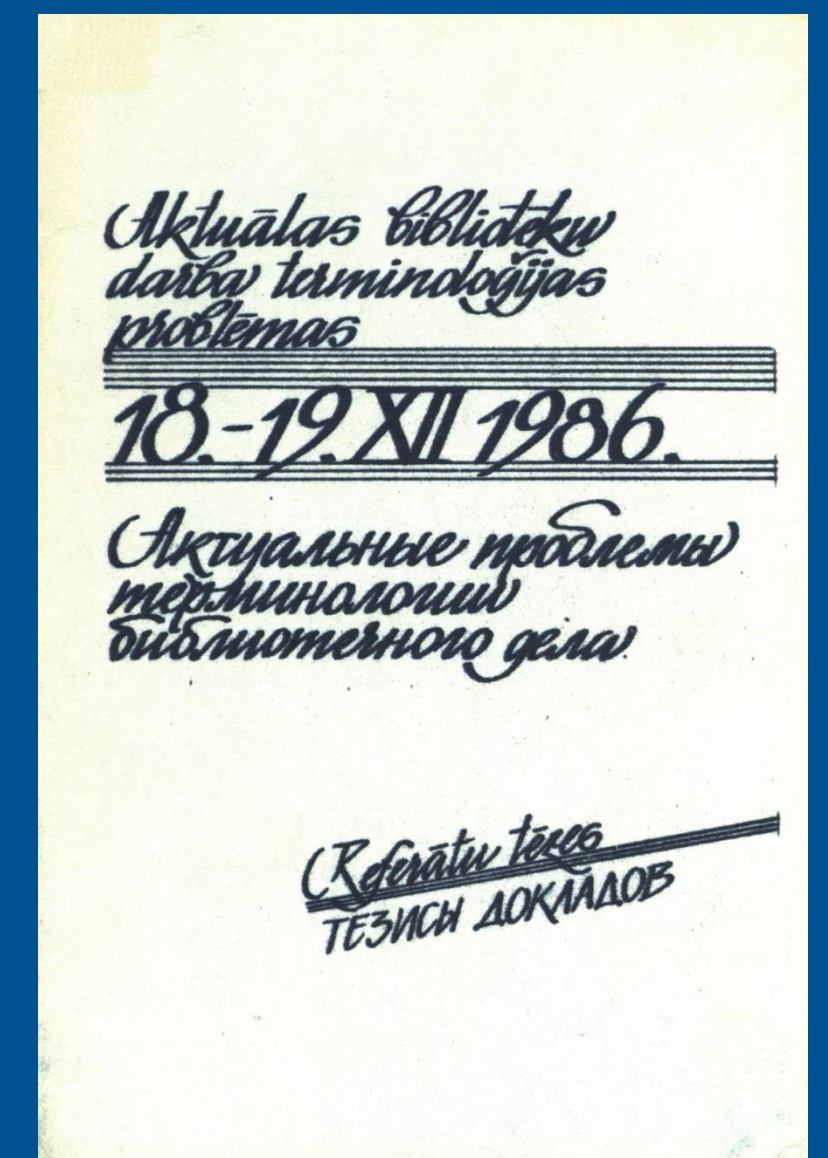 Aktuālas bibliotēku
darba terminoloģijas
problēmas
18.-19. XII 1986.
Актуальные проблемы
терминологии
библиотечного дела
Referātu tēzes
ТЕЗИСЫ ДОКЛАДОВ